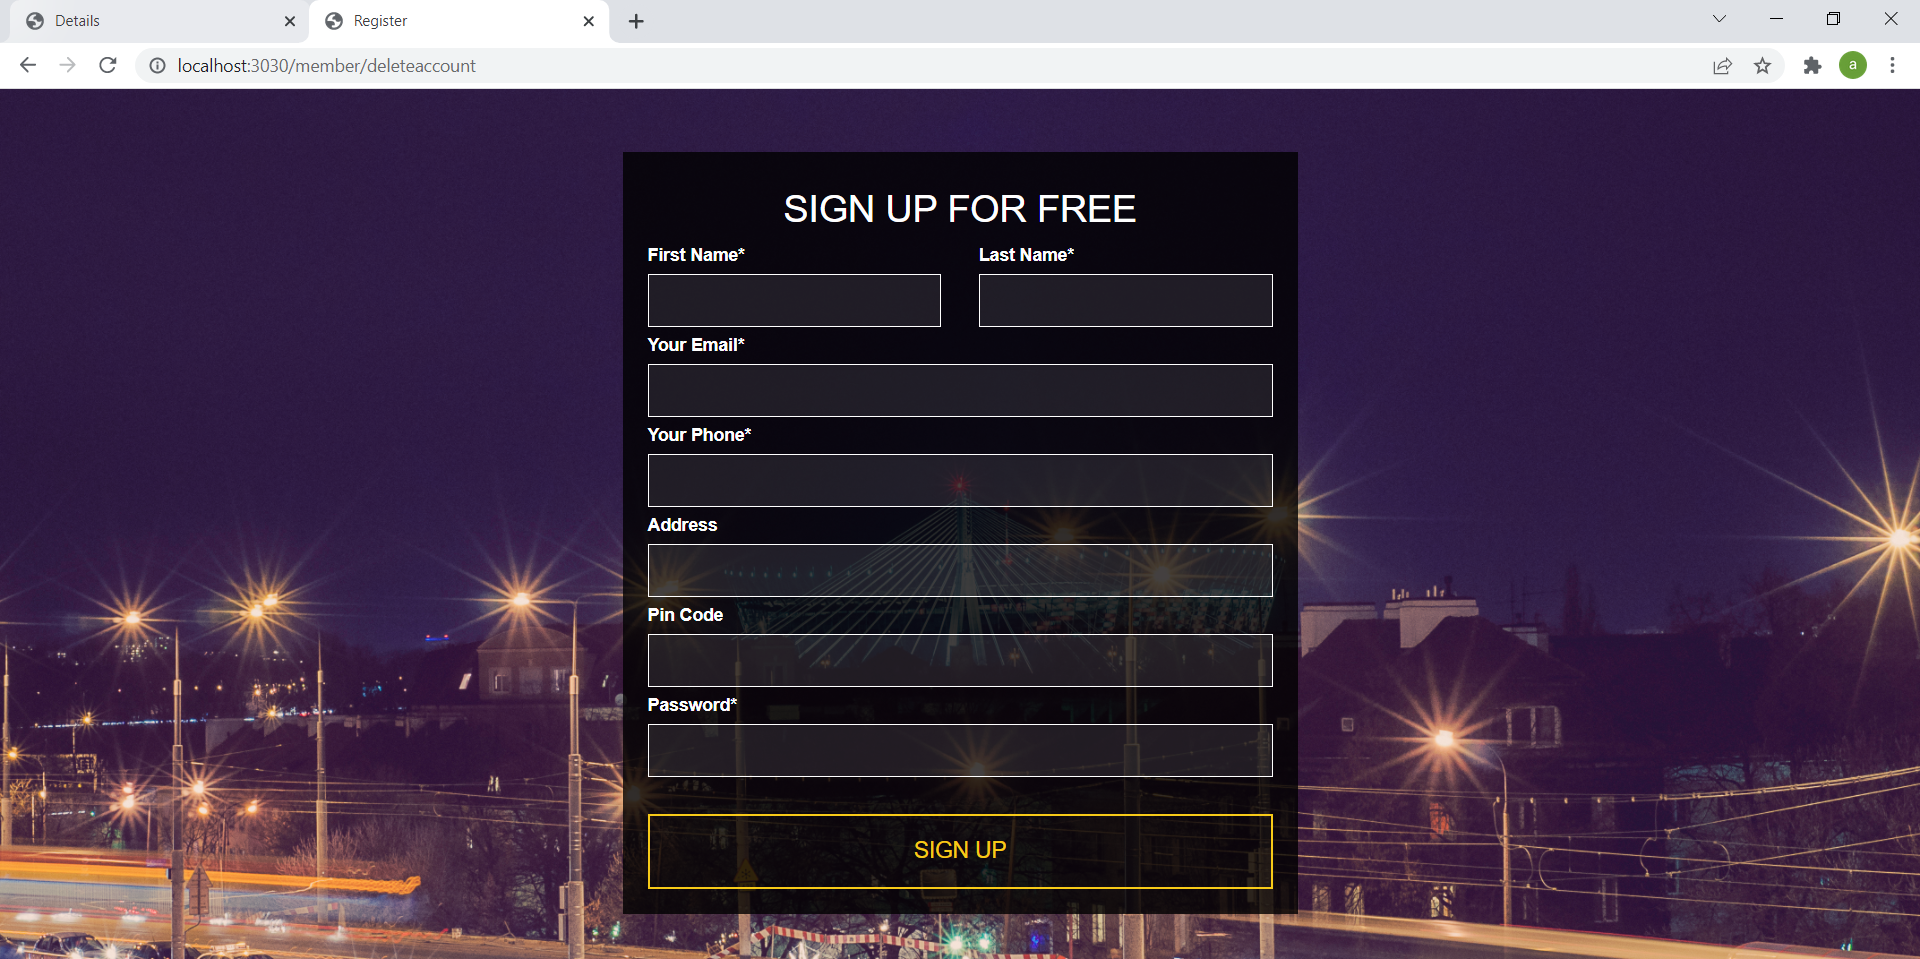 Details
Register
localhost:3030/member/deleteaccount
a
SIGN UP FOR FREE
First Name* Last Name*
Your Email*
Your Phone*
Address
Pin Code
Password*
SIGN UP